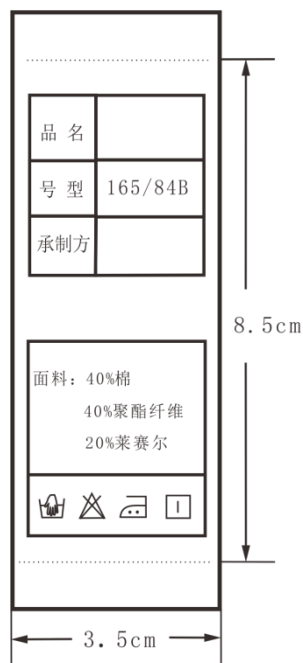 品名
号型 165/84B
承制方
8.5cm
面料：40%棉
40%聚酯纤维
20%莱赛尔
3.5cm